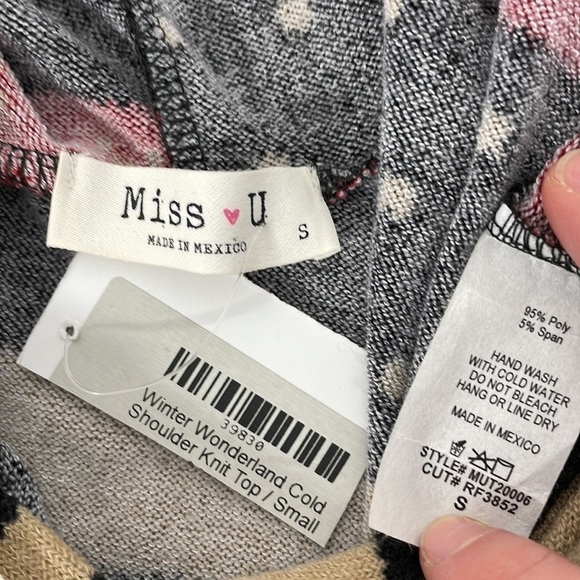 Miss ♥ U
MADE IN MEXICO
S
39830
Winter Wonderland Cold
Shoulder Knit Top / Small
95% Poly
5% Span
HAND WASH
WITH COLD WATER
DO NOT BLEACH
HANG OR LINE DRY
MADE IN MEXICO
STYLE# MUT20006
CUT# RF3852
S